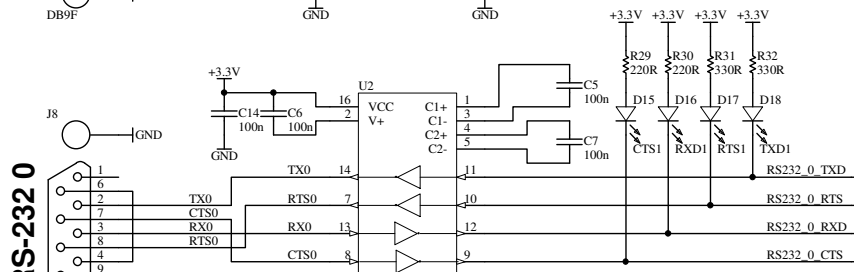 DB9F
GND
GND
+3.3V +3.3V +3.3V +3.3V
R29 220R
R30 220R
R31 330R
R32 330R
+3.3V
C14 100n
C6 100n
GND
U2
16 VCC
2 V+
C1+ 1
C1- 3
C2+ 4
C2- 5
C5 100n
C7 100n
D15 D16 D17 D18
CTS1 RXD1 RTS1 TXD1
J8
GND
RS-232 0
1
6
2
7
3
8
4
9
TX0
CTS0
RX0
RTS0
TX0 14 11 RS232_0_TXD
RTS0 7 10 RS232_0_RTS
RX0 13 12 RS232_0_RXD
CTS0 8 9 RS232_0_CTS